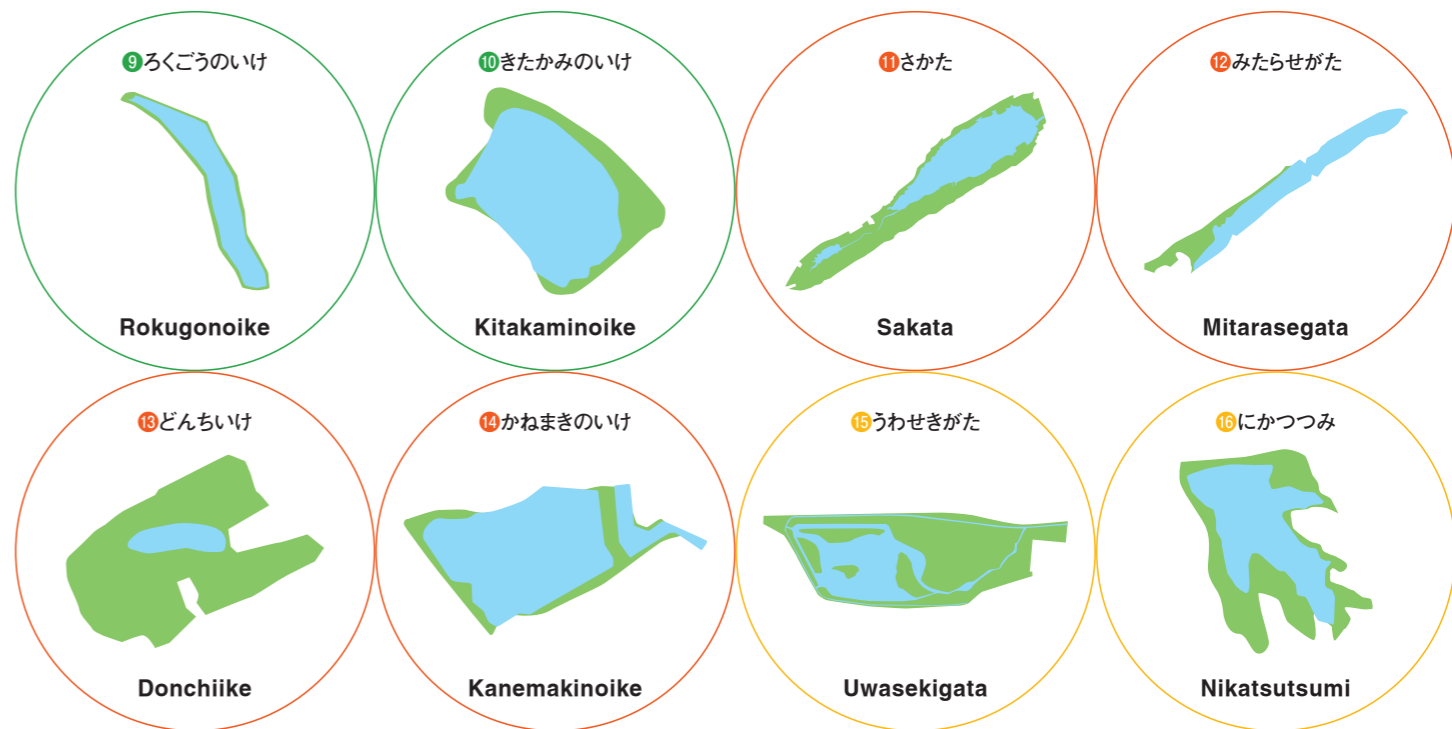 ⑨ろくごうのいけ
Rokugonoike
⑩きたかみのいけ
Kitakaminoike
⑪さかた
Sakata
⑫みたらせがた
Mitarasegata
⑬どんちいけ
Donchiike
⑭かねまきのいけ
Kanemakinoike
⑮うわせきがた
Uwasekigata
⑯にかつつみ
Nikatsutsumi